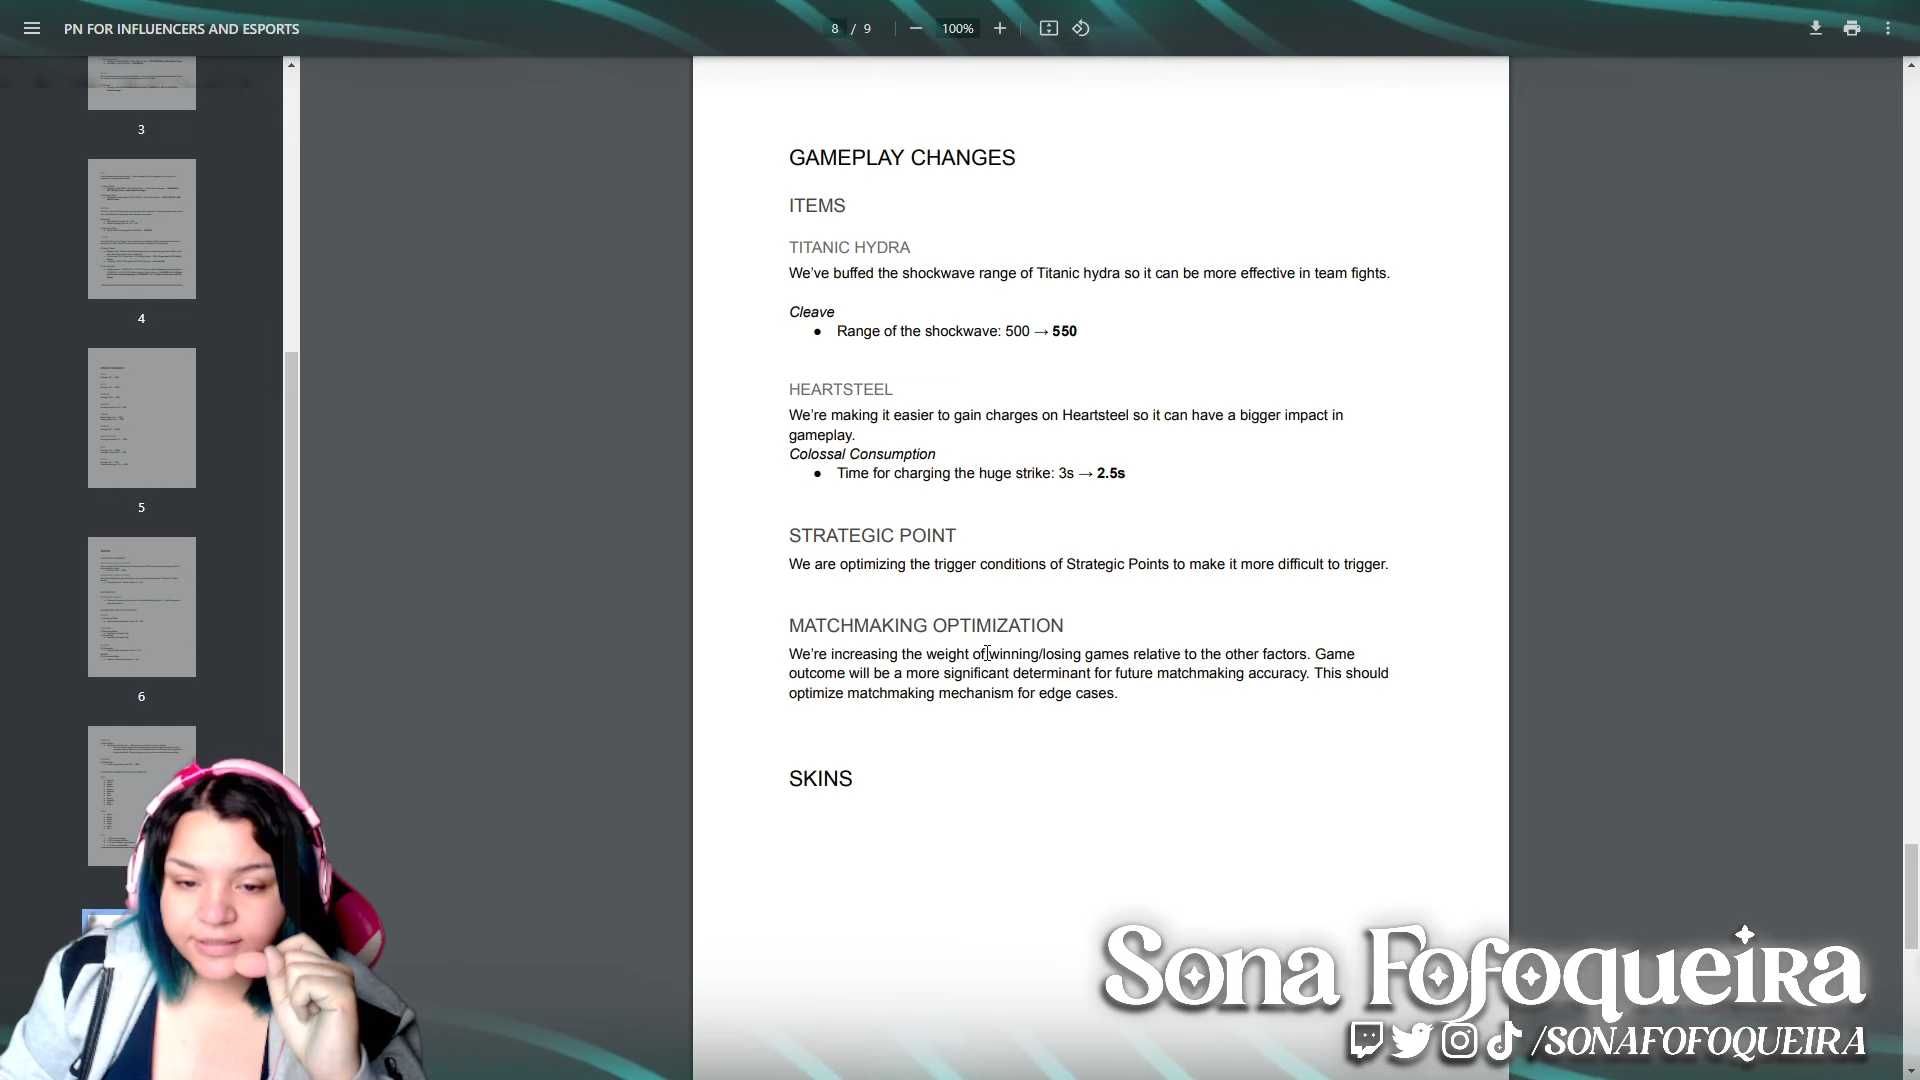 PN FOR INFLUENCERS AND ESPORTS
8 / 9
100%
3
4
5
6
GAMEPLAY CHANGES
ITEMS
TITANIC HYDRA
We've buffed the shockwave range of Titanic hydra so it can be more effective in team fights.
Cleave
● Range of the shockwave: 500 → 550
HEARTSTEEL
We're making it easier to gain charges on Heartsteel so it can have a bigger impact in
gameplay.
Colossal Consumption
● Time for charging the huge strike: 3s → 2.5s
STRATEGIC POINT
We are optimizing the trigger conditions of Strategic Points to make it more difficult to trigger.
MATCHMAKING OPTIMIZATION
We're increasing the weight of winning/losing games relative to the other factors. Game
outcome will be a more significant determinant for future matchmaking accuracy. This should
optimize matchmaking mechanism for edge cases.
SKINS
Sona Fofoqueira
/SONAFOFOQUEIRA